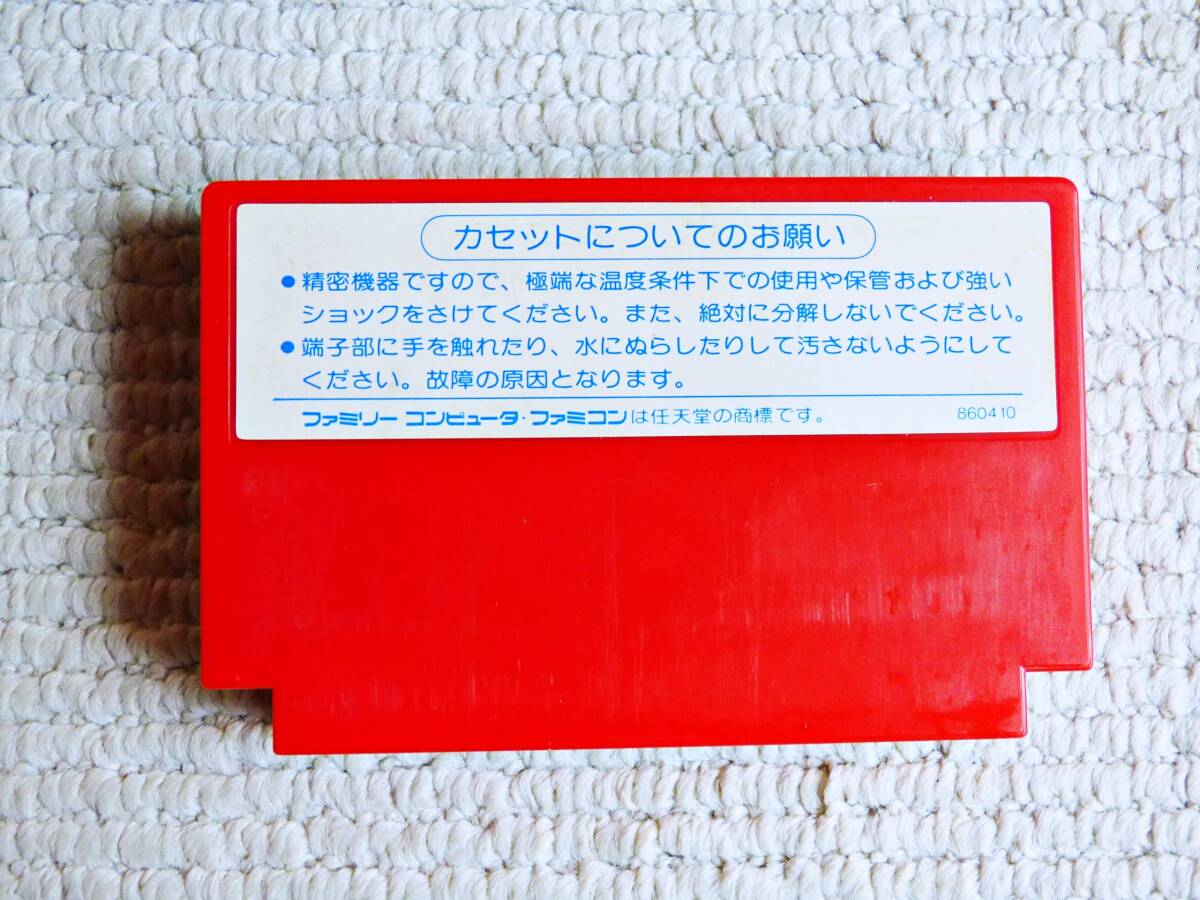 カセットについてのお願い
●精密機器ですので、極端な温度条件下での使用や保管および強い
ショックをさけてください。また、絶対に分解しないでください。
●端子部に手を触れたり、水にぬらしたりして汚さないようにして
ください。故障の原因となります。
ファミリー コンピュータ・ファミコンは任天堂の商標です。 860410